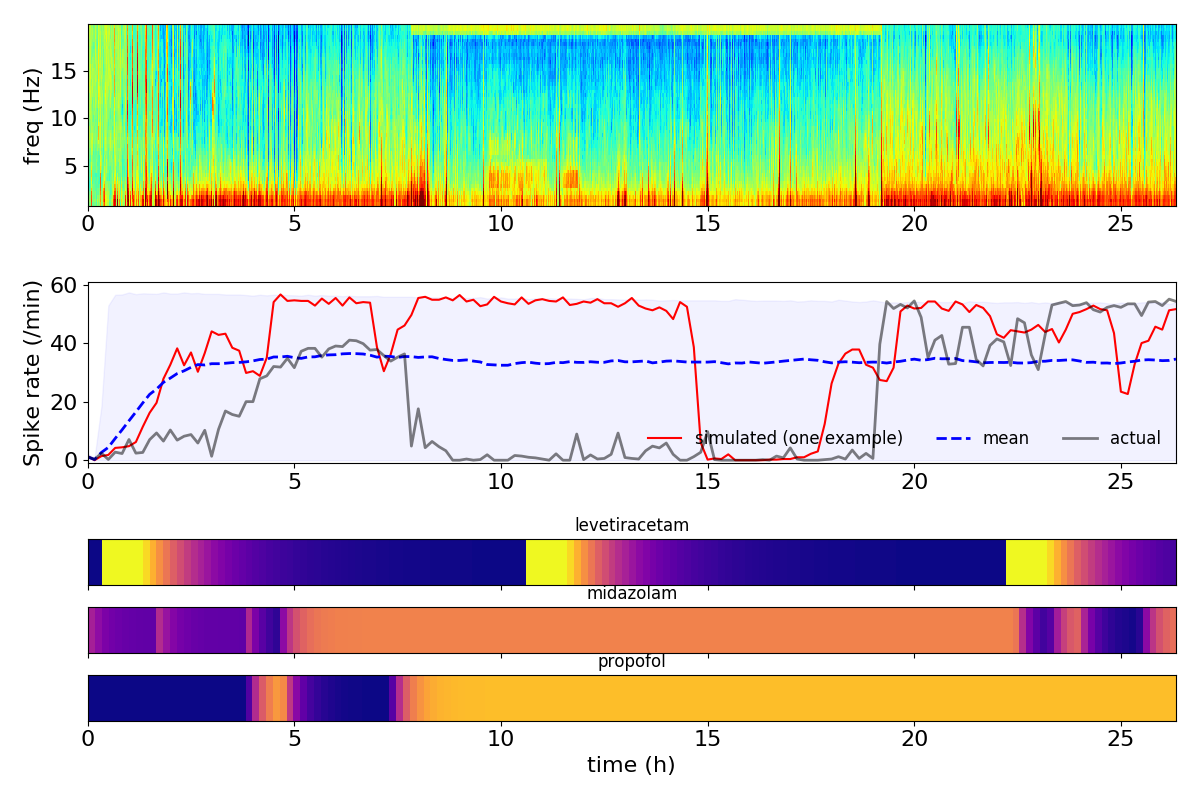 freq (Hz)
15
10
5
0 5 10 15 20 25
Spike rate (/min)
60
40
20
0
simulated (one example) mean actual
0 5 10 15 20 25
levetiracetam
midazolam
propofol
0 5 10 15 20 25
time (h)